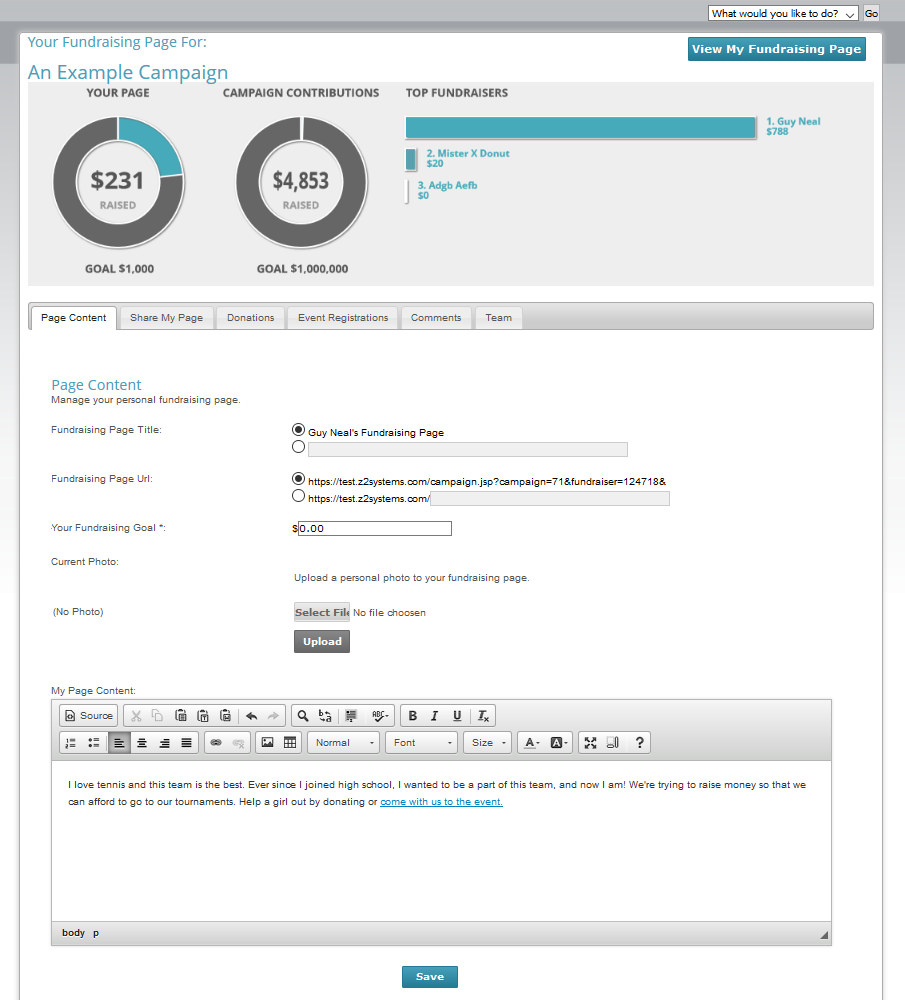 What would you like to do? Go
Your Fundraising Page For:
View My Fundraising Page
An Example Campaign
YOUR PAGE
CAMPAIGN CONTRIBUTIONS
TOP FUNDRAISERS
$231
RAISED
GOAL $1,000
$4,853
RAISED
GOAL $1,000,000
1. Guy Neal
$788
2. Mister X Donut
$20
3. Adgb Aefb
$0
Page Content Share My Page Donations Event Registrations Comments Team
Page Content
Manage your personal fundraising page.
Fundraising Page Title:
Guy Neal's Fundraising Page
Fundraising Page Url:
https://test.z2systems.com/campaign.jsp?campaign=71&fundraiser=124718&
https://test.z2systems.com/
Your Fundraising Goal *:
$0.00
Current Photo:
Upload a personal photo to your fundraising page.
(No Photo)
Select File No file choosen
Upload
My Page Content:
Source
B I U Tx
Normal Font Size A A ?
I love tennis and this team is the best. Ever since I joined high school, I wanted to be a part of this team, and now I am! We're trying to raise money so that we
can afford to go to our tournaments. Help a girl out by donating or come with us to the event.
body p
Save